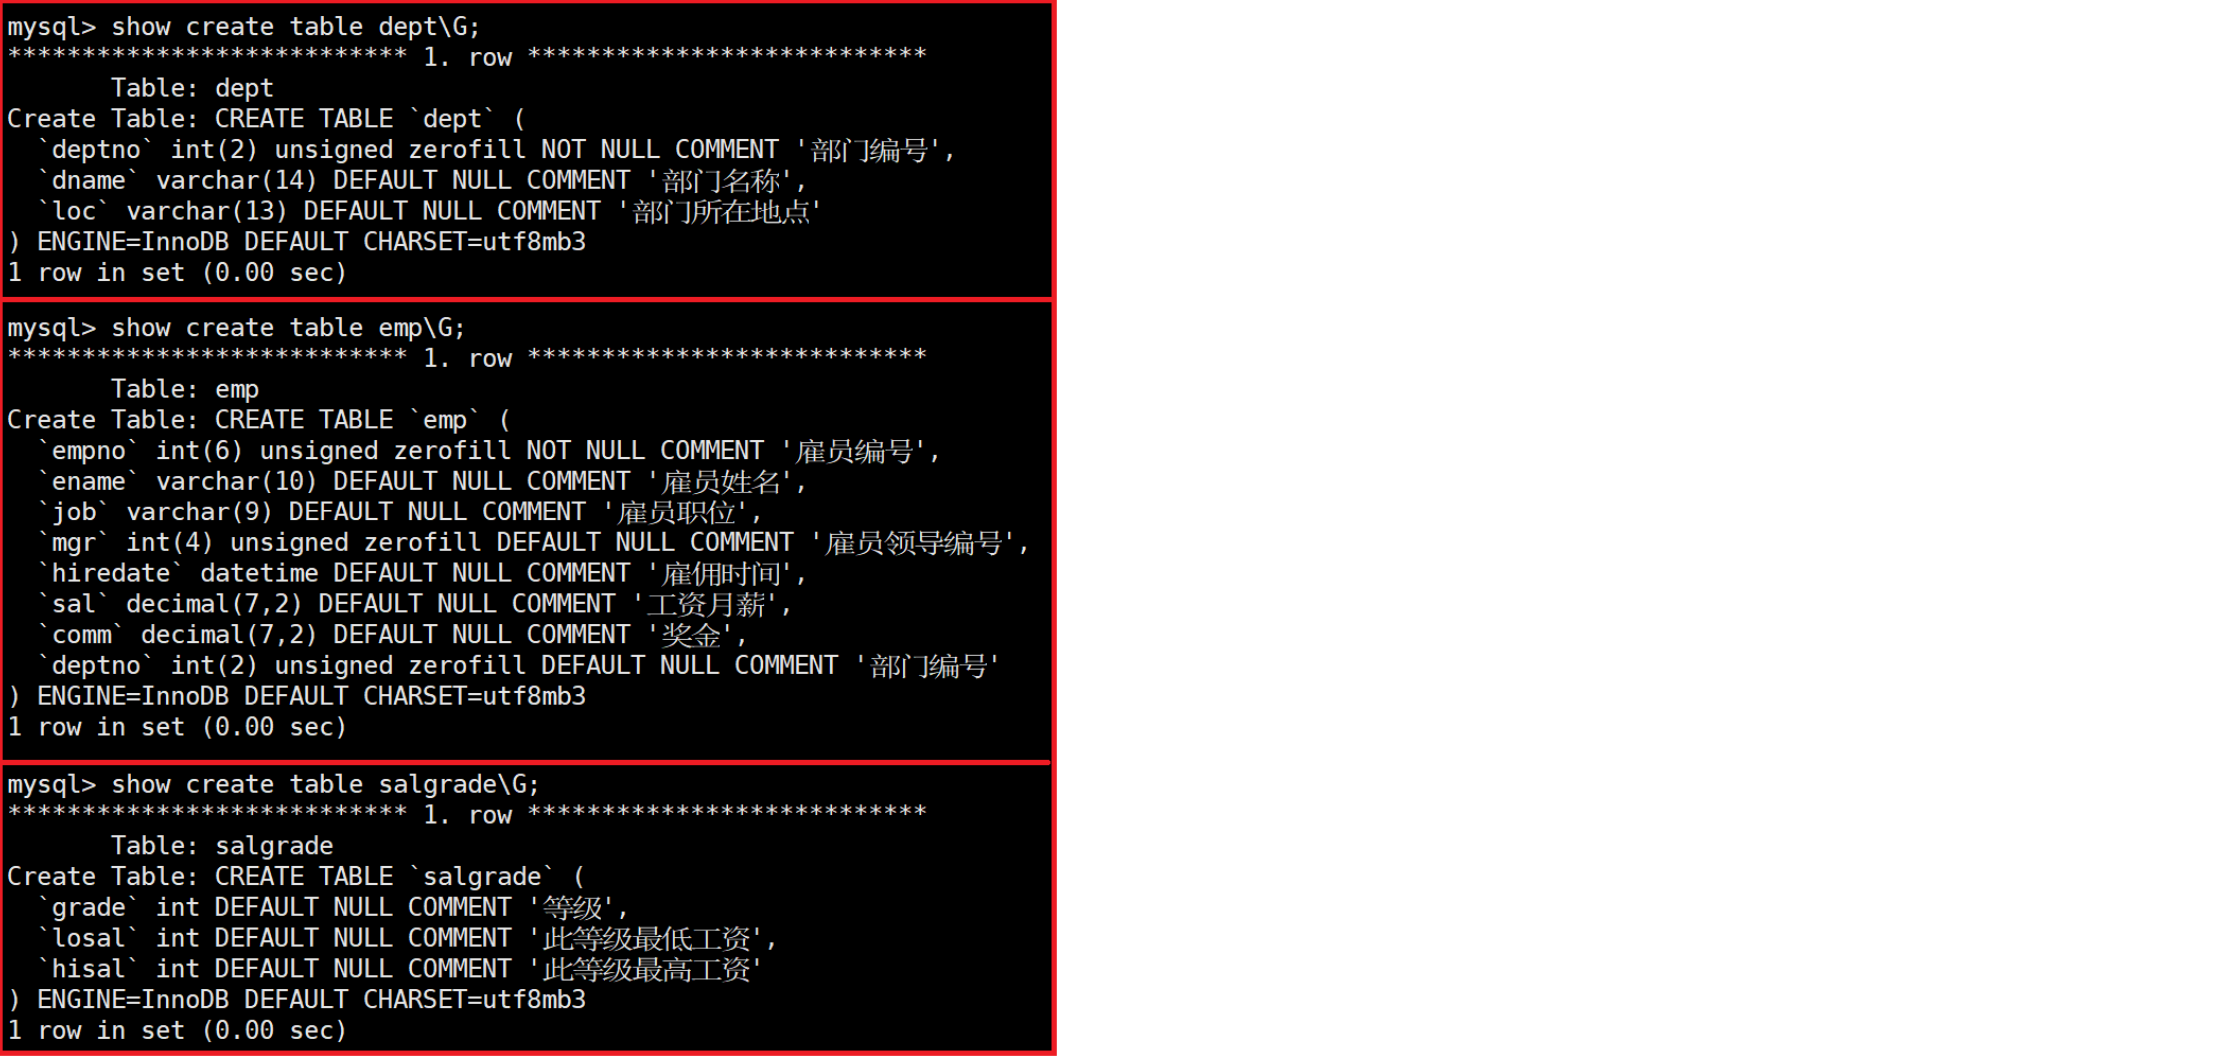 mysql> show create table dept\G;
*************************** 1. row ***************************
       Table: dept
Create Table: CREATE TABLE `dept` (
  `deptno` int(2) unsigned zerofill NOT NULL COMMENT '部门编号',
  `dname` varchar(14) DEFAULT NULL COMMENT '部门名称',
  `loc` varchar(13) DEFAULT NULL COMMENT '部门所在地点'
) ENGINE=InnoDB DEFAULT CHARSET=utf8mb3
1 row in set (0.00 sec)
mysql> show create table emp\G;
*************************** 1. row ***************************
       Table: emp
Create Table: CREATE TABLE `emp` (
  `empno` int(6) unsigned zerofill NOT NULL COMMENT '雇员编号',
  `ename` varchar(10) DEFAULT NULL COMMENT '雇员姓名',
  `job` varchar(9) DEFAULT NULL COMMENT '雇员职位',
  `mgr` int(4) unsigned zerofill DEFAULT NULL COMMENT '雇员领导编号',
  `hiredate` datetime DEFAULT NULL COMMENT '雇佣时间',
  `sal` decimal(7,2) DEFAULT NULL COMMENT '工资月薪',
  `comm` decimal(7,2) DEFAULT NULL COMMENT '奖金',
  `deptno` int(2) unsigned zerofill DEFAULT NULL COMMENT '部门编号'
) ENGINE=InnoDB DEFAULT CHARSET=utf8mb3
1 row in set (0.00 sec)
mysql> show create table salgrade\G;
*************************** 1. row ***************************
       Table: salgrade
Create Table: CREATE TABLE `salgrade` (
  `grade` int DEFAULT NULL COMMENT '等级',
  `losal` int DEFAULT NULL COMMENT '此等级最低工资',
  `hisal` int DEFAULT NULL COMMENT '此等级最高工资'
) ENGINE=InnoDB DEFAULT CHARSET=utf8mb3
1 row in set (0.00 sec)